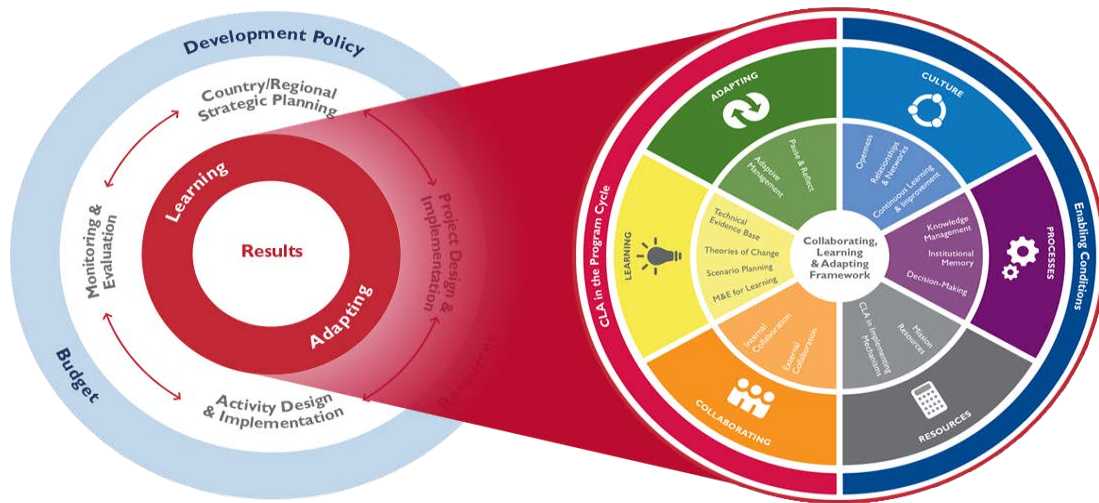 Development Policy
Country/Regional
Strategic Planning
Learning
Results
Adapting
Monitoring &
Evaluation
Project Design &
Implementation
Budget
Activity Design
& Implementation
CLA in the Program Cycle
Enabling Conditions
ADAPTING
Adaptive
Management
Pause & Reflect
CULTURE
Openness
Relationships
& Networks
Continuous Learning
& Improvement
LEARNING
Technical
Evidence Base
Theories of Change
Scenario Planning
M&E for Learning
Collaborating,
Learning
& Adapting
Framework
PROCESSES
Knowledge
Management
Institutional
Memory
Decision-Making
COLLABORATING
Internal
Collaboration
External
Collaboration
RESOURCES
CLA in Implementing
Mechanisms
Mission
Resources